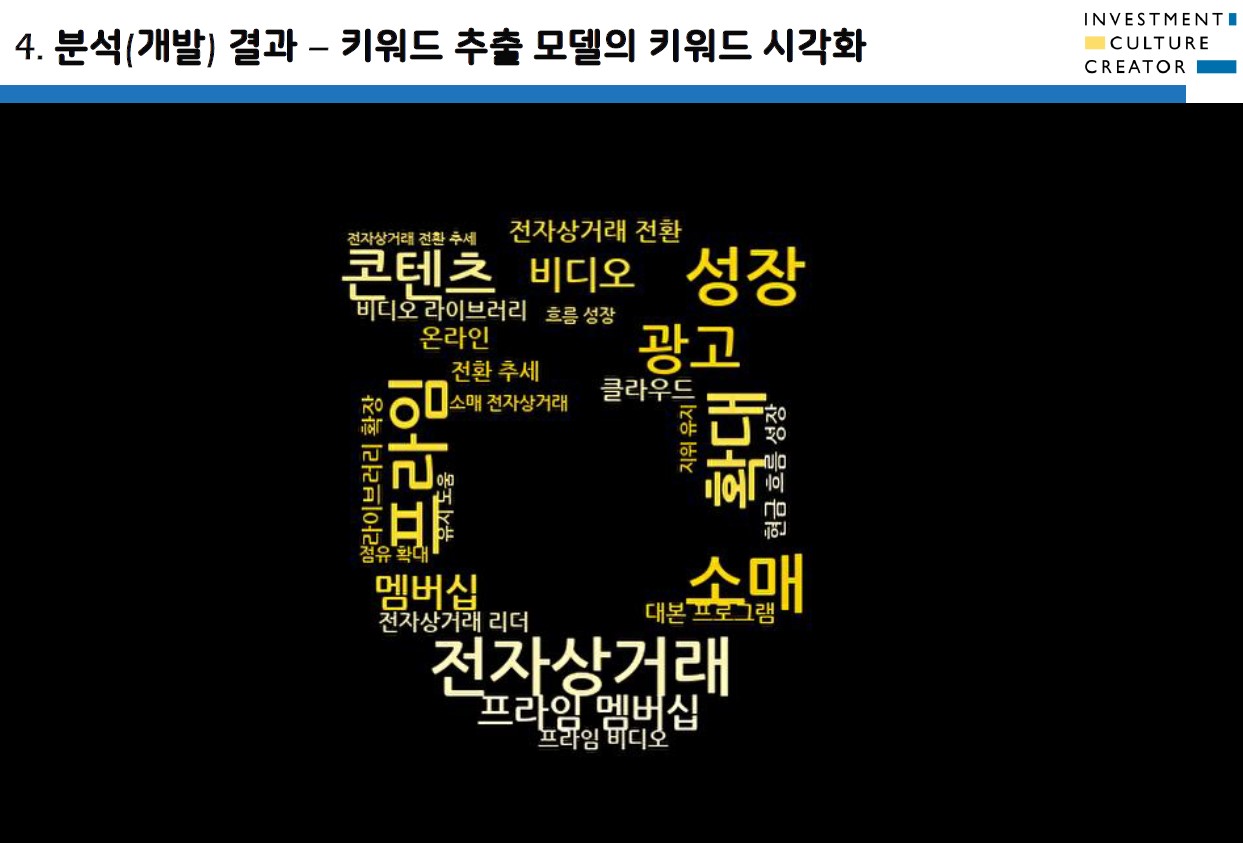 4. 분석(개발) 결과 – 키워드 추출 모델의 키워드 시각화
INVESTMENT
CULTURE
CREATOR
전자상거래 전환 추세
전자상거래 전환
콘텐츠
비디오
성장
비디오 라이브러리
흐름 성장
온라인
광고
전환 추세
클라우드
소매 전자상거래
라이브러리 확장
프라임
유지 도움
지위 유지
확대
현금 흐름 성장
점유 확대
멤버십
소매
대본 프로그램
전자상거래 리더
전자상거래
프라임 멤버십
프라임 비디오